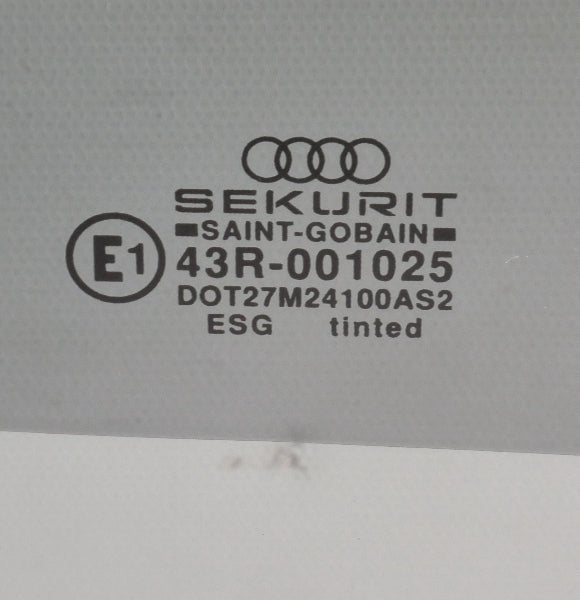 SEKURIT
SAINT-GOBAIN
E1 43R-001025
DOT27M24100AS2
ESG tinted